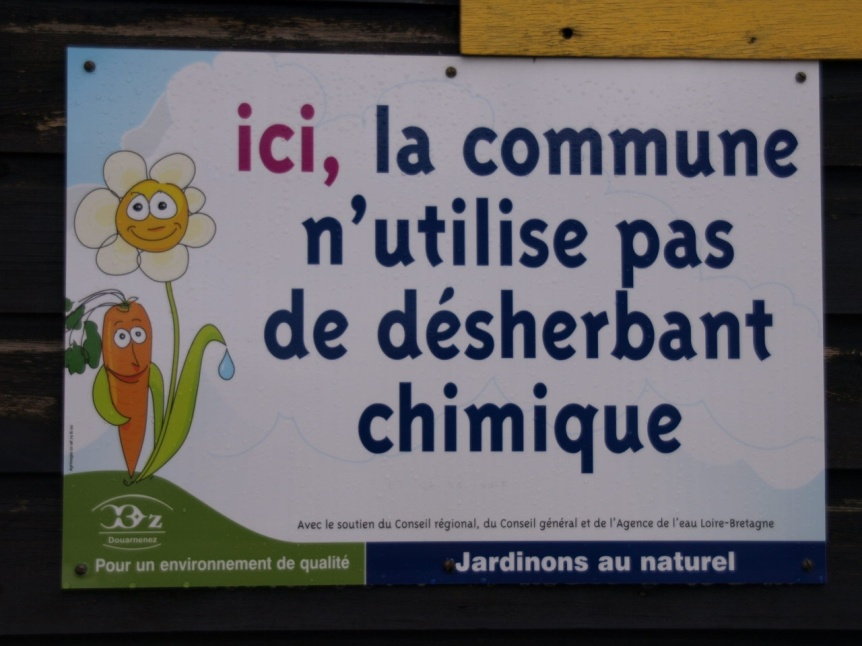 ici, la commune
n'utilise pas
de désherbant
chimique
Avec le soutien du Conseil régional, du Conseil général et de l'Agence de l'eau Loire-Bretagne
Douarnenez
Pour un environnement de qualité
Jardinons au naturel